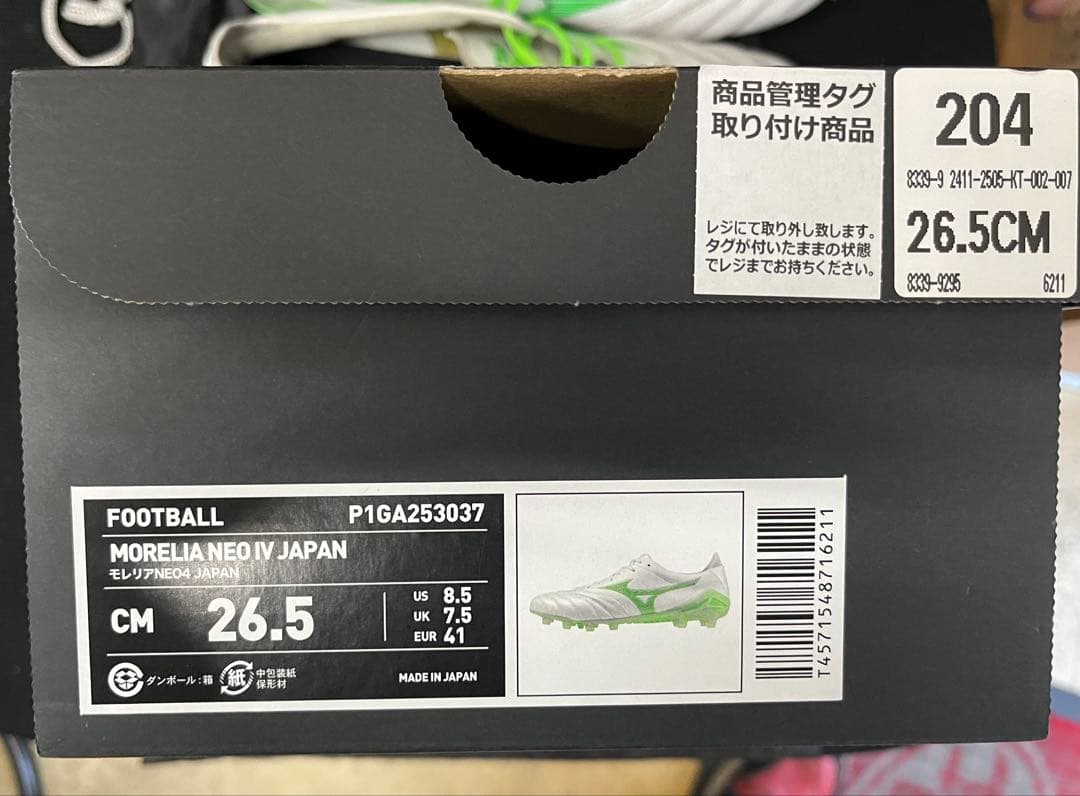 商品管理タグ
取り付け商品
レジにて取り外し致します。
タグが付いたままの状態
でレジまでお持ちください。
204
8339-9 2411-2505-KT-002-007
26.5CM
8339-9295 6211
FOOTBALL P1GA253037
MORELIA NEO IV JAPAN
モレリアNEO4 JAPAN
CM 26.5
US 8.5
UK 7.5
EUR 41
ダンボール:箱
紙
中包装紙
保形材
MADE IN JAPAN
T4571548716211